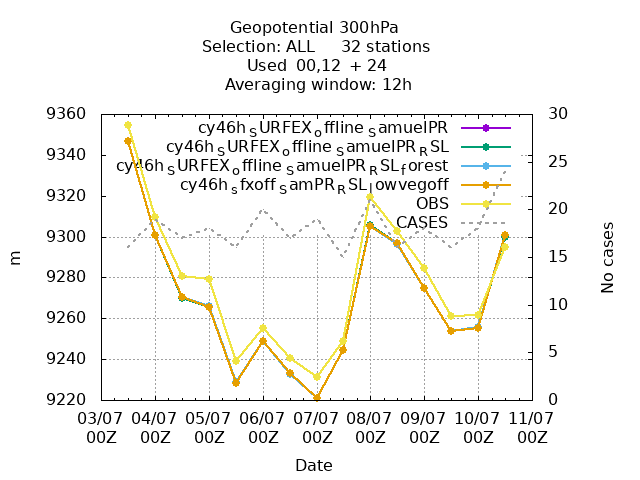 Geopotential 300hPa
Selection: ALL     32 stations
Used  00,12  + 24
Averaging window: 12h
9360
9340
9320
9300
9280
9260
9240
9220
m
30
25
20
15
10
5
0
No cases
cy46h_SURFEX_offline_SamuelPR
cy46h_SURFEX_offline_SamuelPR_RSL
cy46h_SURFEX_offline_SamuelPR_RSL_forest
cy46h_sfxoff_SamPR_RSL_lowvegoff
OBS
CASES
03/07 04/07 05/07 06/07 07/07 08/07 09/07 10/07 11/07
00Z 00Z 00Z 00Z 00Z 00Z 00Z 00Z 00Z
Date